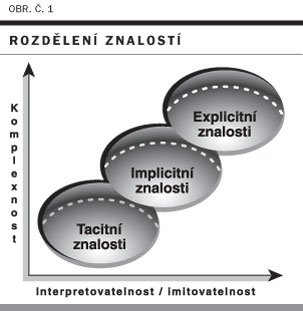 OBR. Č. 1
ROZDĚLENÍ ZNALOSTÍ
Komplexnost
Explicitní
znalosti
Implicitní
znalosti
Tacitní
znalosti
Interpretovatelnost / imitovatelnost